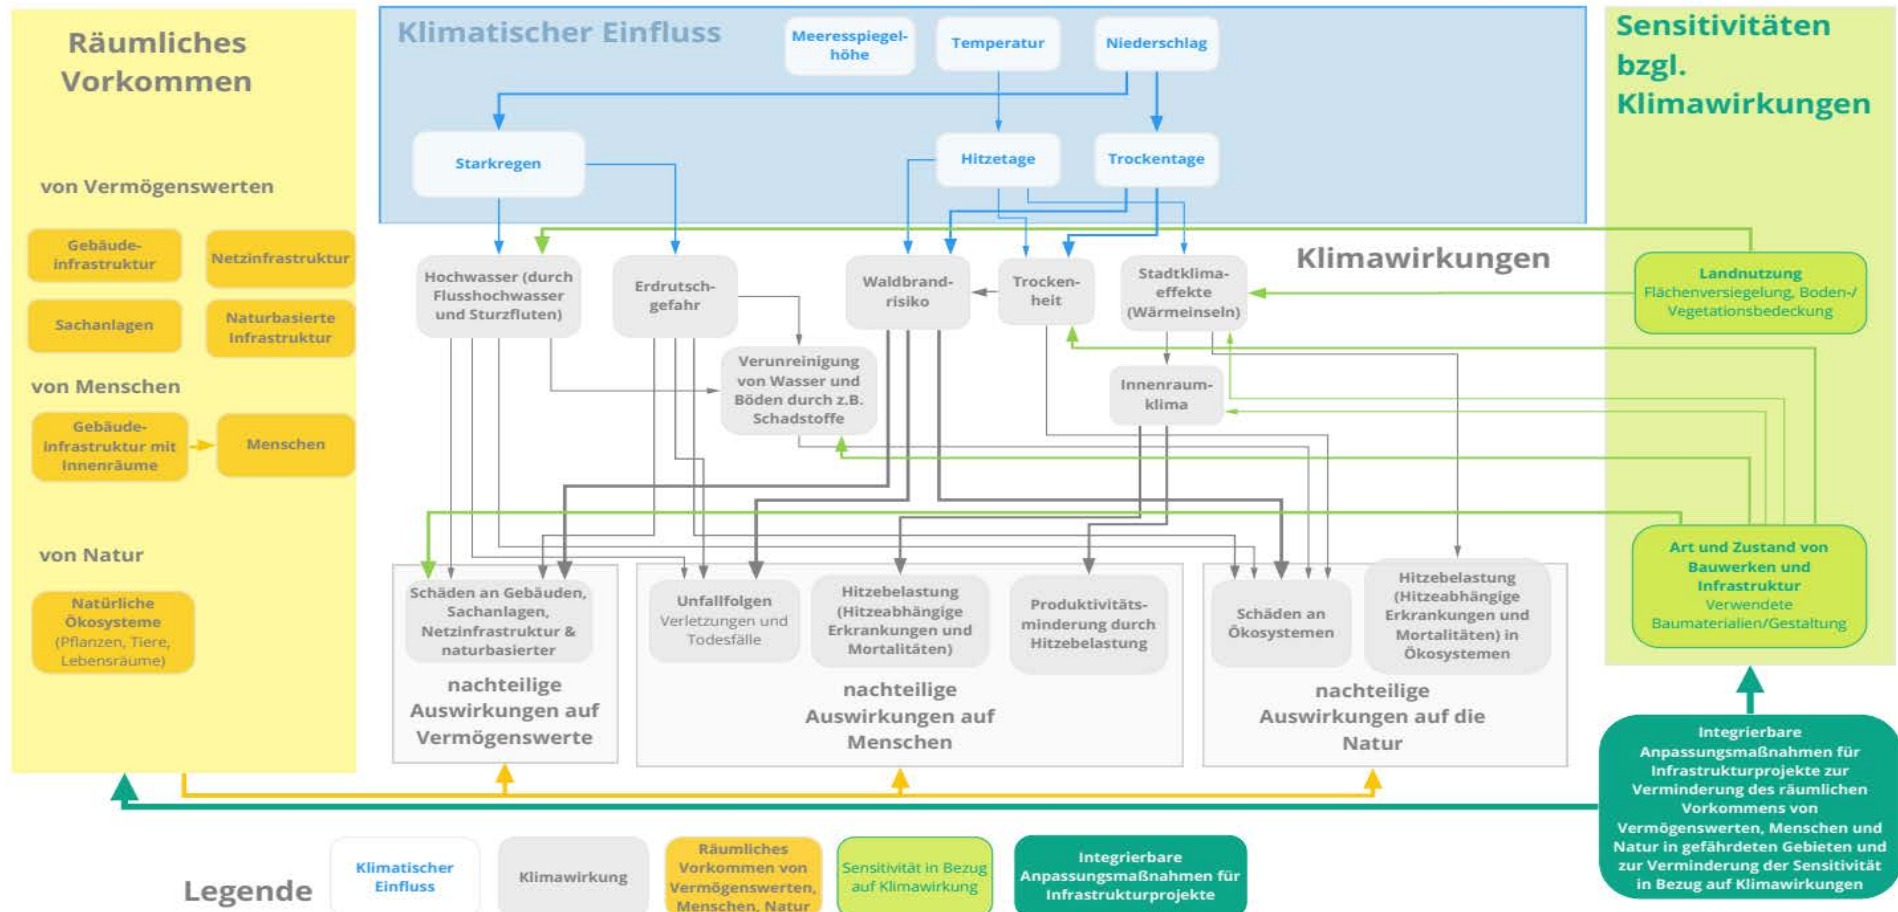 Räumliches
Vorkommen
von Vermögenswerten
Gebäude-
infrastruktur
Netzinfrastruktur
Sachanlagen
Naturbasierte
Infrastruktur
von Menschen
Gebäude-
infrastruktur mit
Innenräume
Menschen
von Natur
Natürliche
Ökosysteme
(Pflanzen, Tiere,
Lebensräume)
Klimatischer Einfluss
Meeresspiegel-
höhe
Temperatur
Niederschlag
Starkregen
Hitzetage
Trockentage
Klimawirkungen
Hochwasser (durch
Flusshochwasser
und Sturzfluten)
Erdrutsch-
gefahr
Waldbrand-
risiko
Trocken-
heit
Stadtklima-
effekte
(Wärmeinseln)
Verunreinigung
von Wasser und
Böden durch z.B.
Schadstoffe
Innenraum-
klima
Schäden an Gebäuden,
Sachanlagen,
Netzinfrastruktur &
naturbasierter
nachteilige
Auswirkungen auf
Vermögenswerte
Unfallfolgen
Verletzungen und
Todesfälle
Hitzebelastung
(Hitzeabhängige
Erkrankungen und
Mortalitäten)
Produktivitäts-
minderung durch
Hitzebelastung
nachteilige
Auswirkungen auf
Menschen
Schäden an
Ökosystemen
Hitzebelastung
(Hitzeabhängige
Erkrankungen und
Mortalitäten) in
Ökosystemen
nachteilige
Auswirkungen auf die
Natur
Sensitivitäten
bzgl.
Klimawirkungen
Landnutzung
Flächenversiegelung, Boden-/
Vegetationsbedeckung
Art und Zustand von
Bauwerken und
Infrastruktur
Verwendete
Baumaterialien/Gestaltung
Integrierbare
Anpassungsmaßnahmen für
Infrastrukturprojekte zur
Verminderung des räumlichen
Vorkommens von
Vermögenswerten, Menschen und
Natur in gefährdeten Gebieten und
zur Verminderung der Sensitivität
in Bezug auf Klimawirkungen
Legende
Klimatischer
Einfluss
Klimawirkung
Räumliches
Vorkommen von
Vermögenswerten,
Menschen, Natur
Sensitivität in Bezug
auf Klimawirkung
Integrierbare
Anpassungsmaßnahmen für
Infrastrukturprojekte